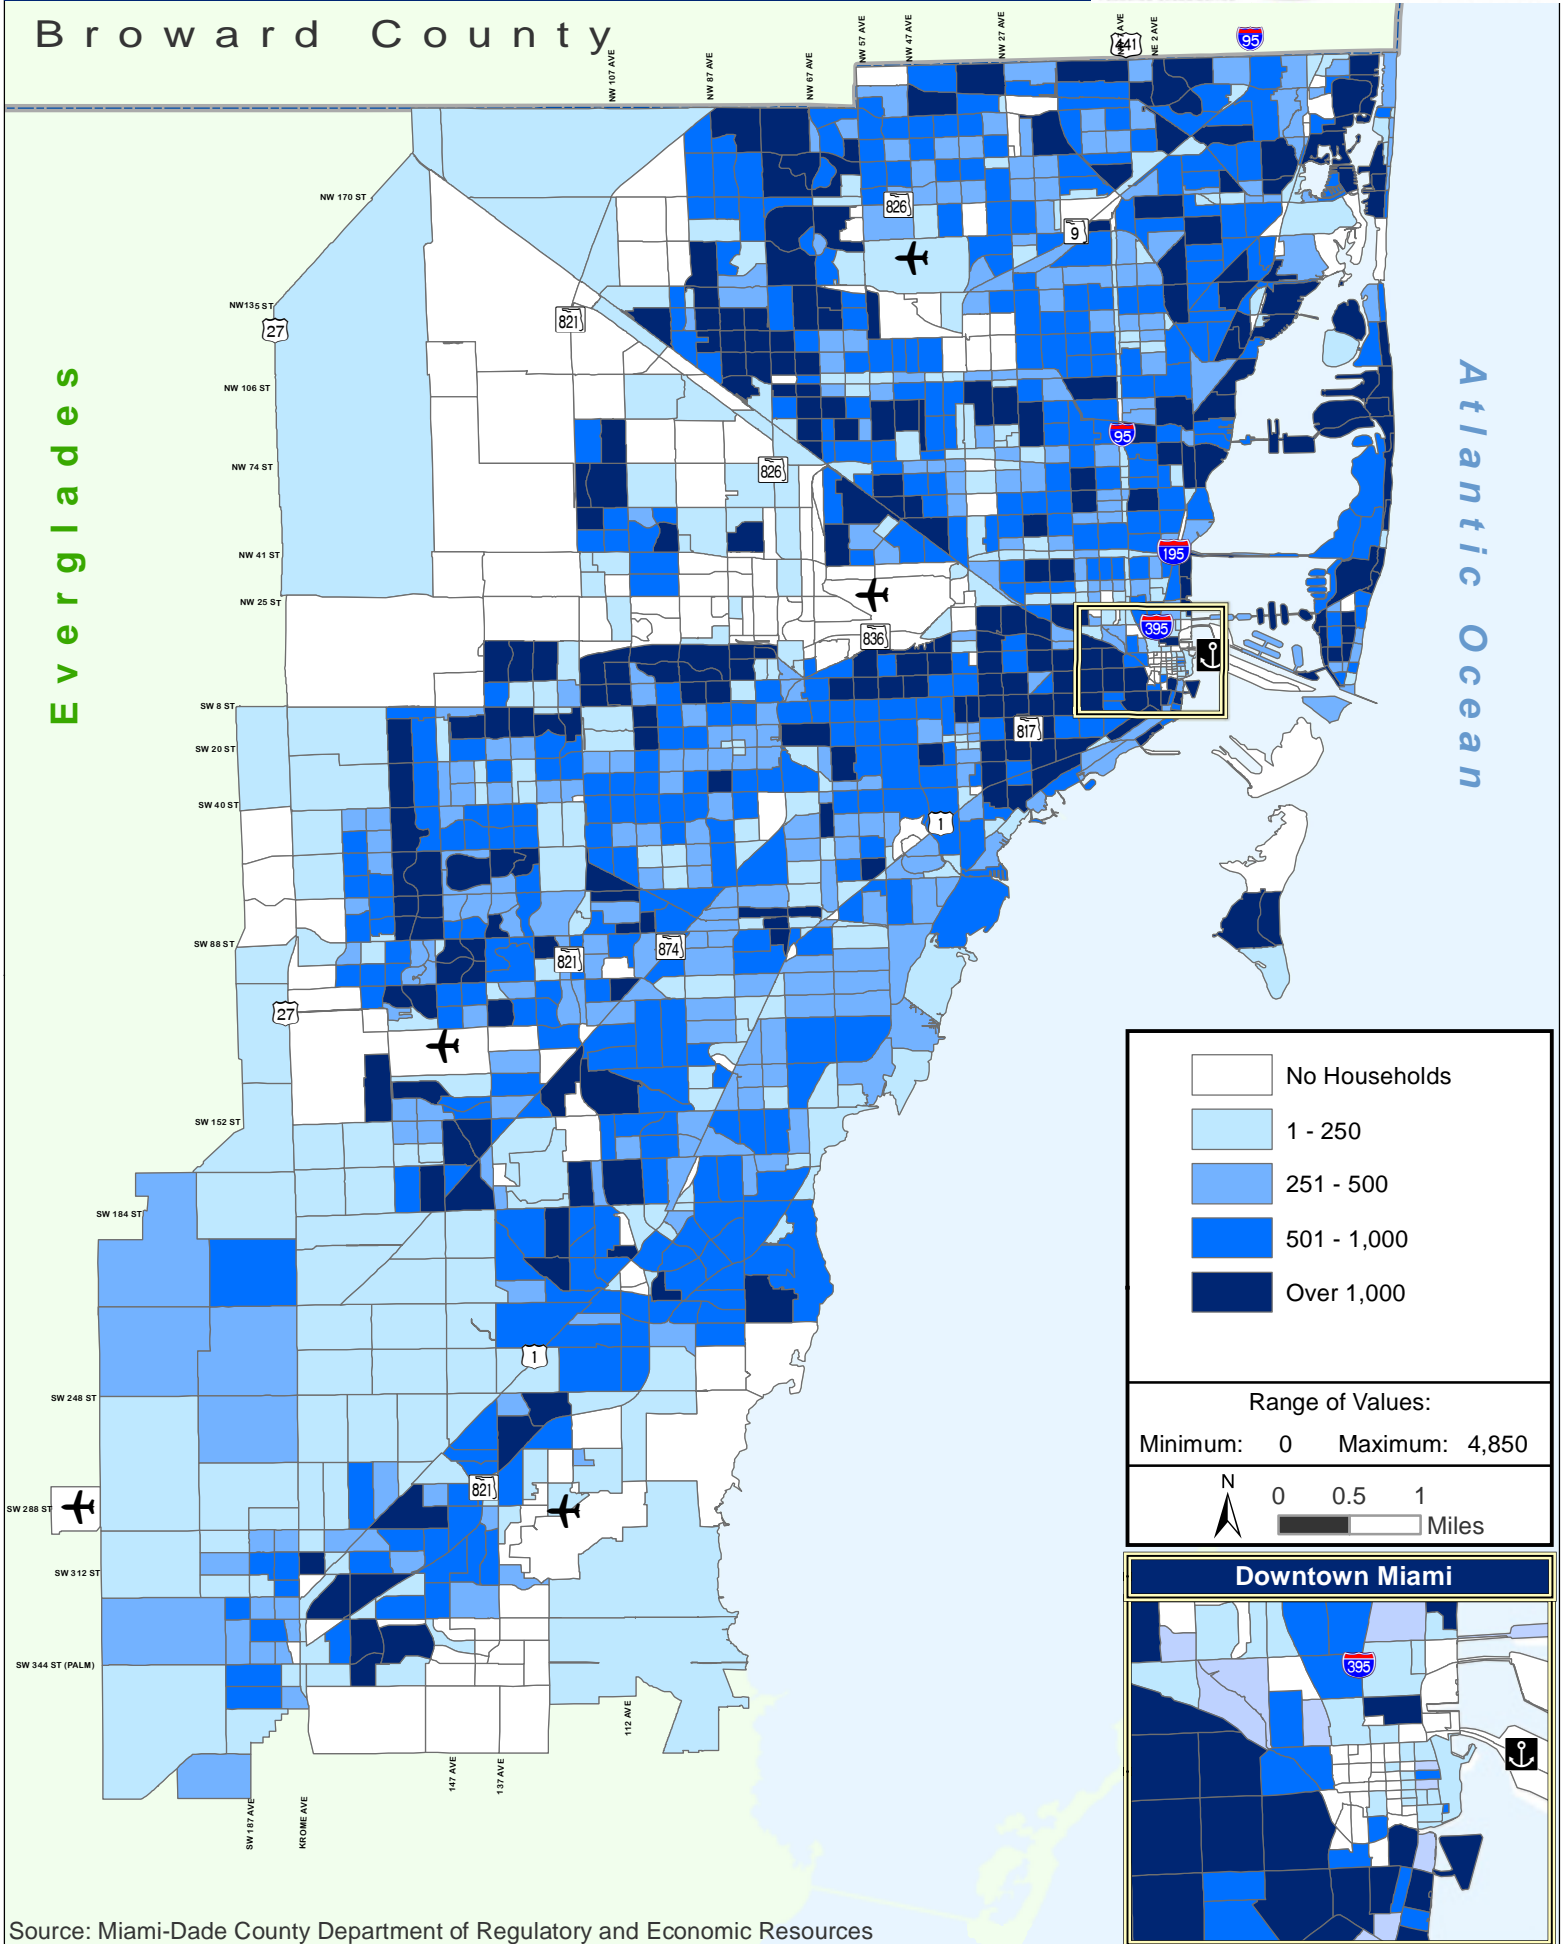 Broward County
NW 107 AVE
NW 87 AVE
NW 67 AVE
NW 57 AVE
NW 47 AVE
NW 27 AVE
441
NE 2 AVE
95
NW 170 ST
826
9
NW 135 ST
27
821
NW 106 ST
Everglades
Atlantic Ocean
95
NW 74 ST
826
NW 41 ST
195
NW 25 ST
395
836
SW 8 ST
817
SW 20 ST
SW 40 ST
1
SW 88 ST
821
874
27
SW 152 ST
SW 184 ST
1
SW 248 ST
821
SW 288 ST
SW 312 ST
SW 344 ST (PALM)
112 AVE
147 AVE
137 AVE
SW 187 AVE
KROME AVE
No Households
1 - 250
251 - 500
501 - 1,000
Over 1,000
Range of Values:
Minimum: 0 Maximum: 4,850
N
0 0.5 1
Miles
Downtown Miami
395
Source: Miami-Dade County Department of Regulatory and Economic Resources